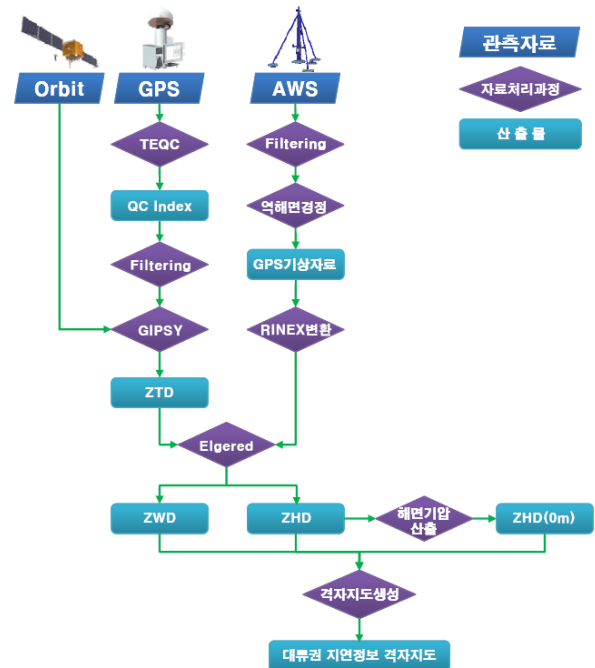 관측자료
Orbit
GPS
AWS
자료처리과정
산 출 물
TEQC
Filtering
QC Index
역해면경정
Filtering
GPS기상자료
GIPSY
RINEX변환
ZTD
Elgered
ZWD
ZHD
해면기압
산출
ZHD(0m)
격자지도생성
대류권 지연정보 격자지도